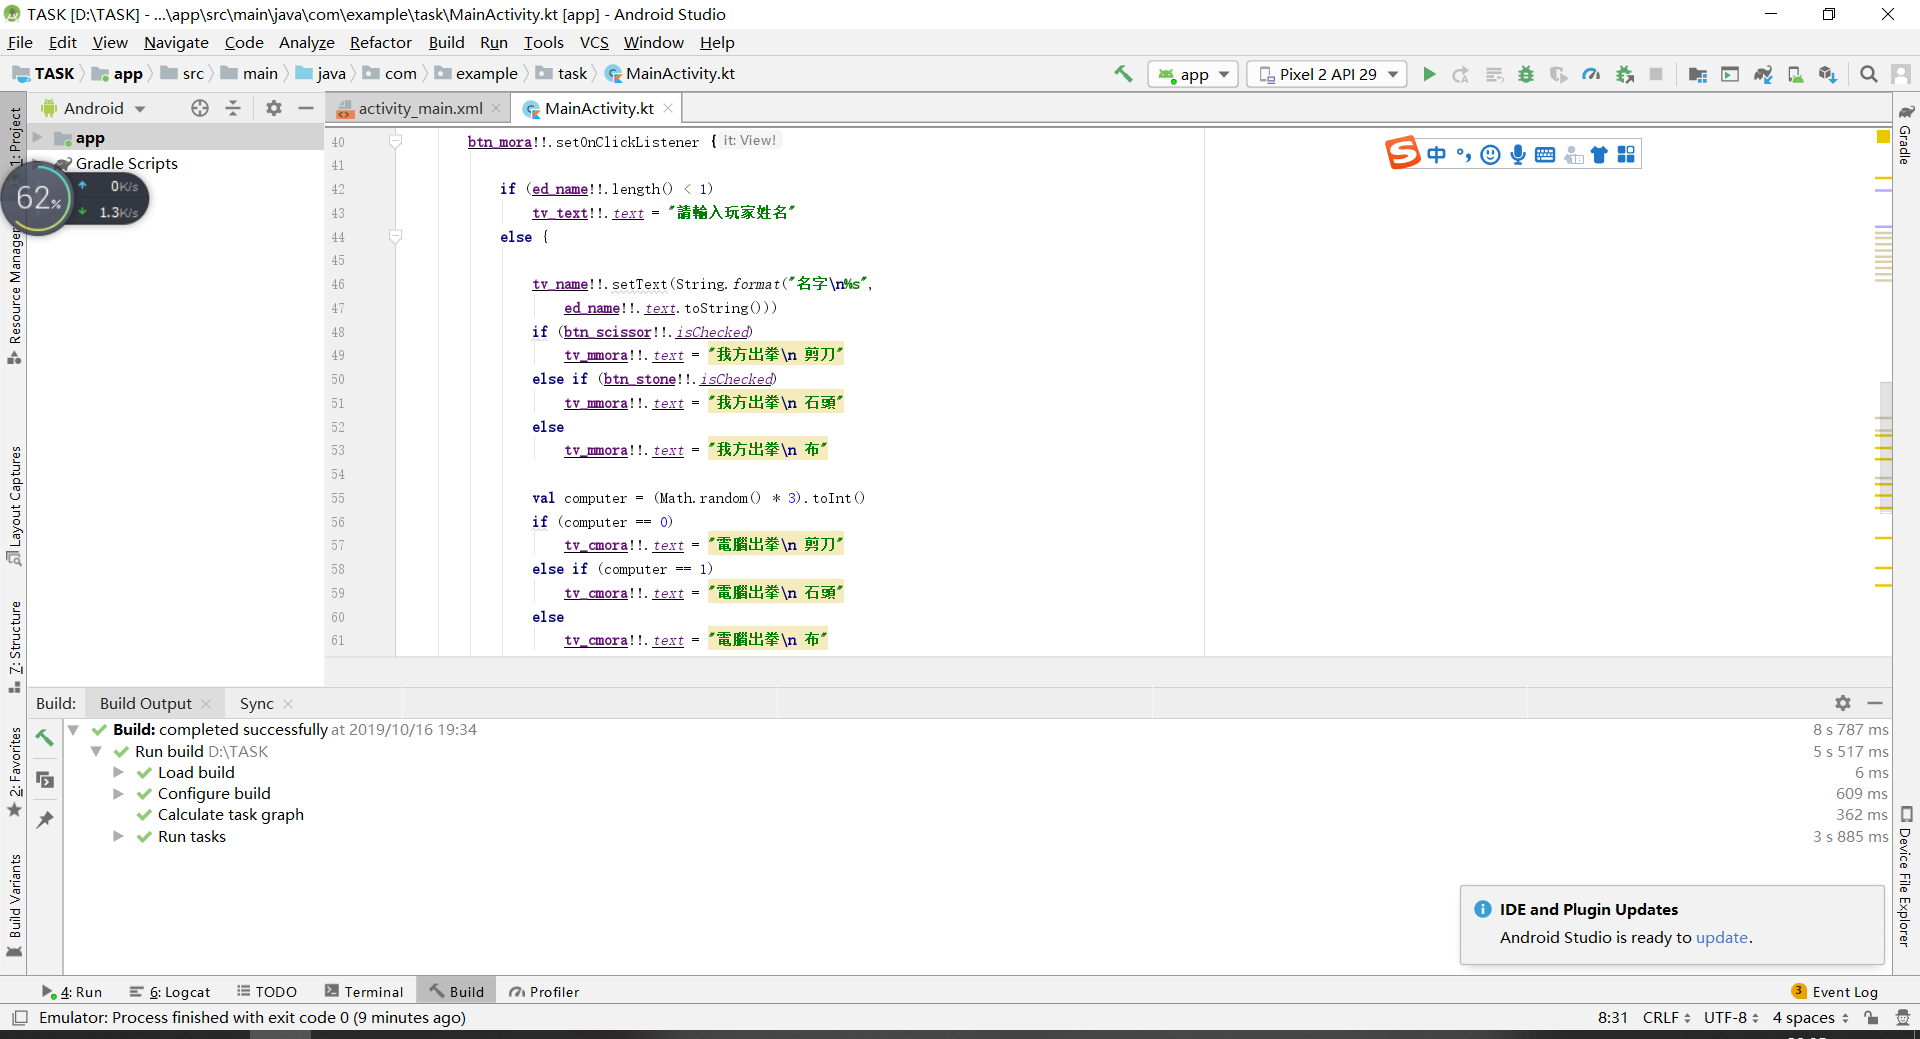 TASK [D:\TASK] - ...\app\src\main\java\com\example\task\MainActivity.kt [app] - Android Studio
File Edit View Navigate Code Analyze Refactor Build Run Tools VCS Window Help
TASK app src main java com example task MainActivity.kt app Pixel 2 API 29
Android activity_main.xml MainActivity.kt
app
Gradle Scripts
62% 0K/s
1.3K/s
1: Project
Resource Manager
Layout Captures
7: Structure
2: Favorites
Build Variants
Gradle
Device File Explorer
中
40 btn_mora!!.setOnClickListener { it: View!
41
42 if (ed_name!!.length() < 1)
43 tv_text!!.text = "請輸入玩家姓名"
44 else {
45
46 tv_name!!.setText(String.format("名字\n%s",
47 ed_name!!.text.toString()))
48 if (btn_scissor!!.isChecked)
49 tv_mmora!!.text = "我方出拳\n 剪刀"
50 else if (btn_stone!!.isChecked)
51 tv_mmora!!.text = "我方出拳\n 石頭"
52 else
53 tv_mmora!!.text = "我方出拳\n 布"
54
55 val computer = (Math.random() * 3).toInt()
56 if (computer == 0)
57 tv_cmora!!.text = "電腦出拳\n 剪刀"
58 else if (computer == 1)
59 tv_cmora!!.text = "電腦出拳\n 石頭"
60 else
61 tv_cmora!!.text = "電腦出拳\n 布"
Build: Build Output Sync
Build: completed successfully at 2019/10/16 19:34 8 s 787 ms
Run build D:\TASK 5 s 517 ms
Load build 6 ms
Configure build 609 ms
Calculate task graph 362 ms
Run tasks 3 s 885 ms
IDE and Plugin Updates
Android Studio is ready to update.
4: Run 6: Logcat TODO Terminal Build Profiler 3 Event Log
Emulator: Process finished with exit code 0 (9 minutes ago) 8:31 CRLF UTF-8 4 spaces